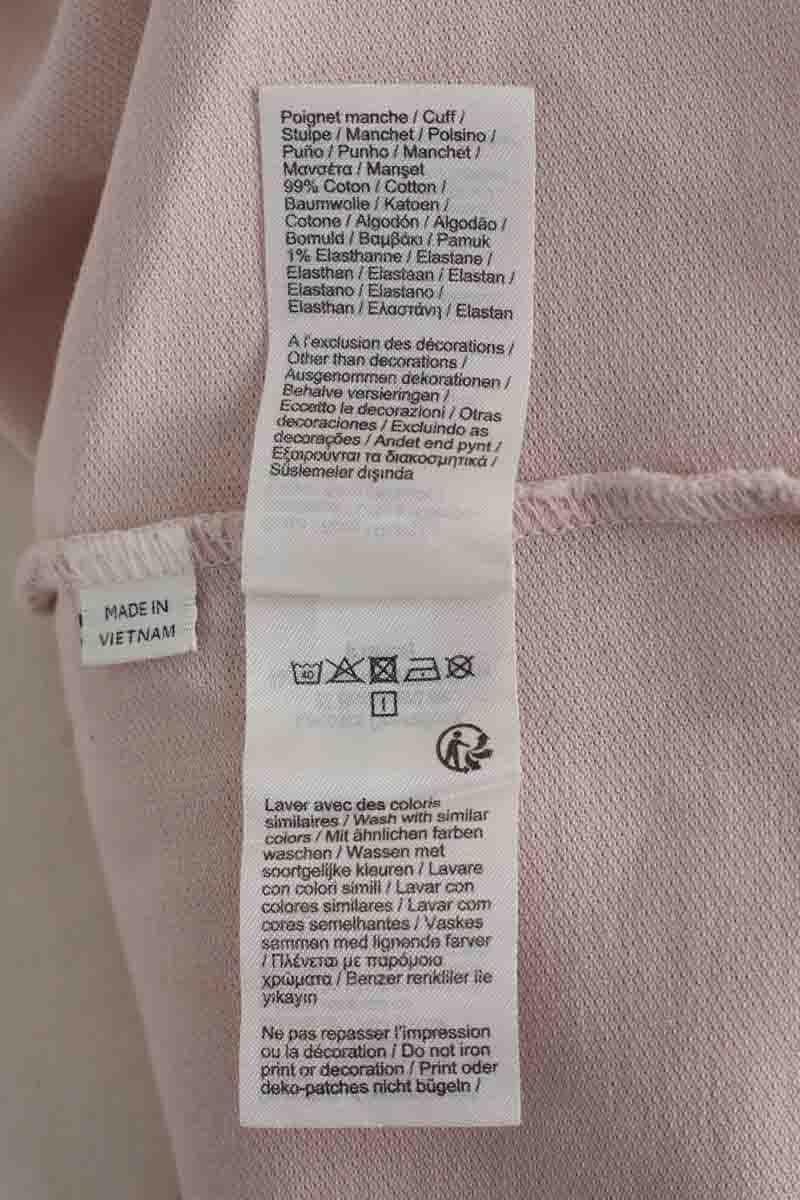 Poignet manche / Cuff /
Stulpe / Manchet / Polsino /
Puño / Punho / Manchet /
Μανσέτα / Manşet
99% Coton / Cotton /
Baumwolle / Katoen /
Cotone / Algodón / Algodão /
Bomuld / Βαμβάκι / Pamuk
1% Elasthanne / Elastane /
Elasthan / Elastaan / Elastan /
Elastano / Elastano /
Elasthan / Ελαστάνη / Elastan
A l'exclusion des décorations /
Other than decorations /
Ausgenommen dekorationen /
Behalve versieringen /
Eccetto le decorazioni / Otras
decoraciones / Excluindo as
decorações / Andet end pynt /
Εξαιρούνται τα διακοσμητικά /
Süslemeler dışında
MADE IN
VIETNAM
40
Laver avec des coloris
similaires / Wash with similar
colors / Mit ähnlichen farben
waschen / Wassen met
soortgelijke kleuren / Lavare
con colori simili / Lavar con
colores similares / Lavar com
cores semelhantes / Vaskes
sammen med lignende farver
/ Πλένεται με παρόμοια
χρώματα / Benzer renkliler ile
yıkayın
Ne pas repasser l'impression
ou la décoration / Do not iron
print or decoration / Print oder
deko-patches nicht bügeln /